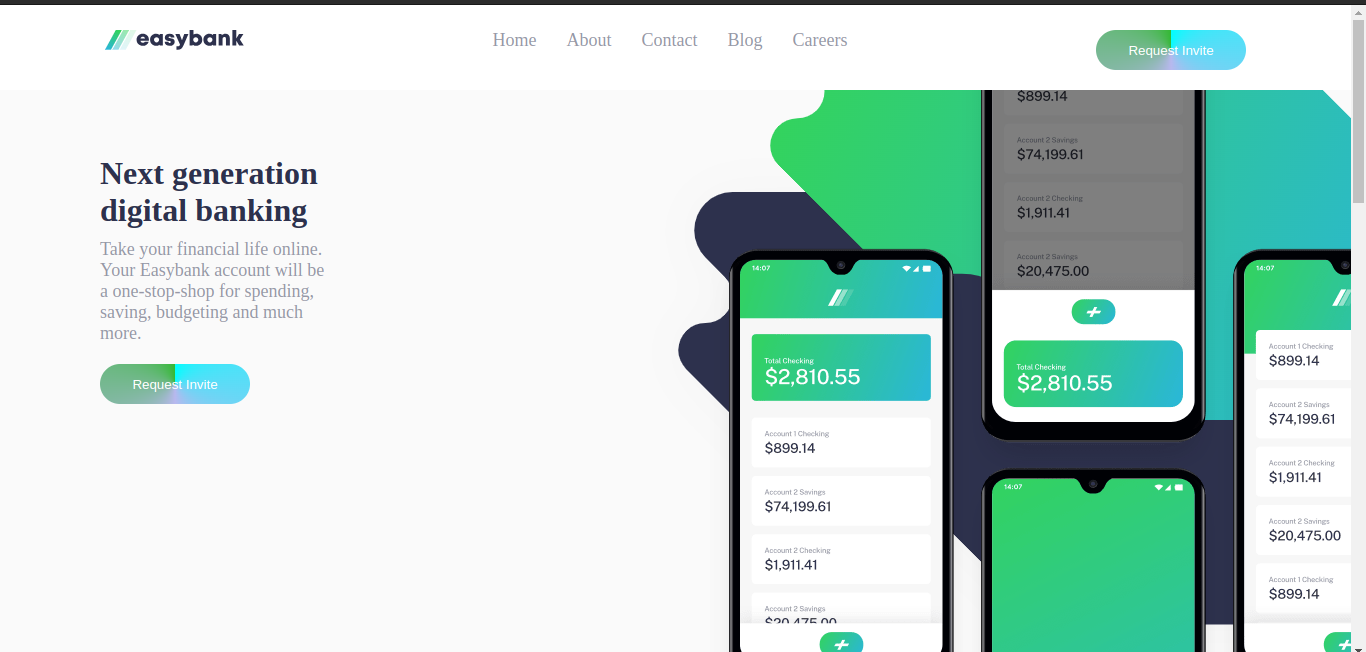 easybank
Home
About
Contact
Blog
Careers
Request Invite
Next generation
digital banking
Take your financial life online.
Your Easybank account will be
a one-stop-shop for spending,
saving, budgeting and much
more.
Request Invite
14:07
Total Checking
$2,810.55
Account 1 Checking
$899.14
Account 2 Savings
$74,199.61
Account 2 Checking
$1,911.41
Account 2 Savings
$20,475.00
$899.14
Account 2 Savings
$74,199.61
Account 2 Checking
$1,911.41
Account 2 Savings
$20,475.00
Total Checking
$2,810.55
14:07
14:07
Account 1 Checking
$899.14
Account 2 Savings
$74,199.61
Account 2 Checking
$1,911.41
Account 2 Savings
$20,475.00
Account 1 Checking
$899.14